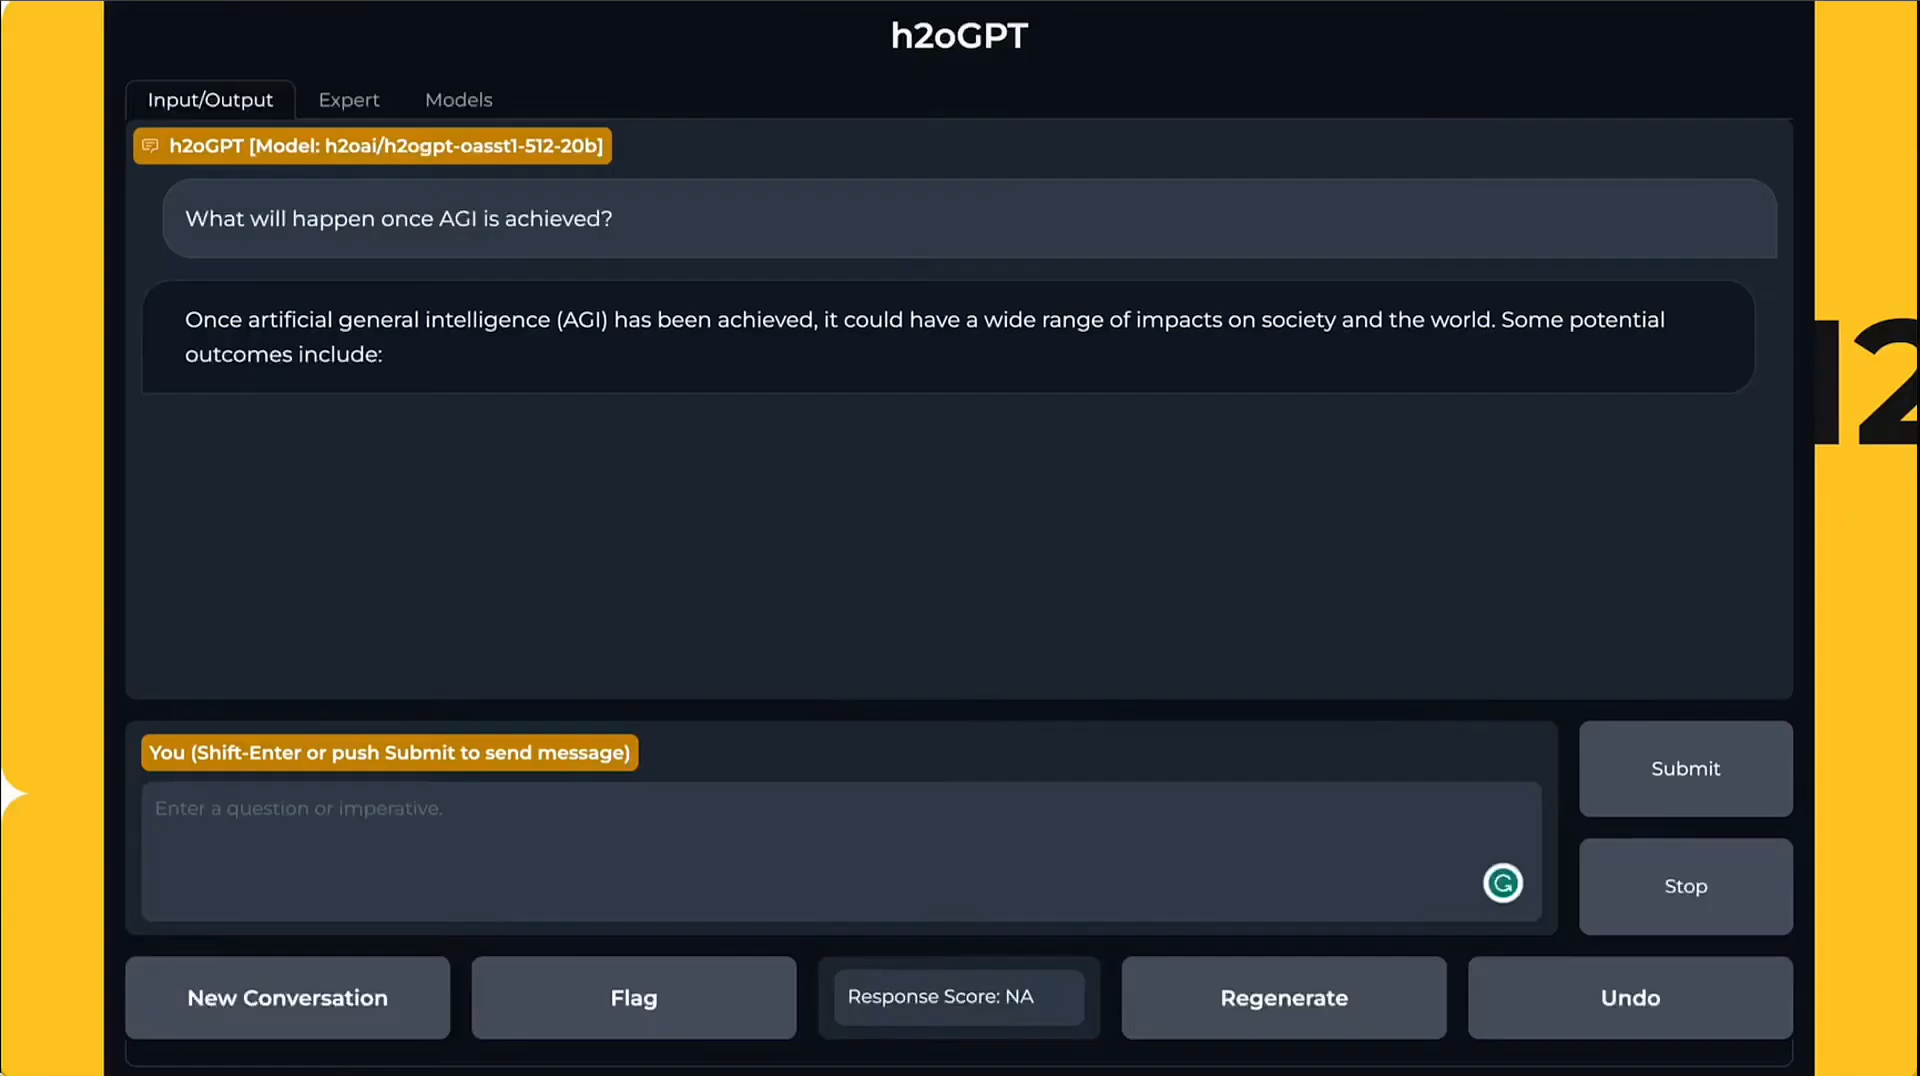 h2oGPT
Input/Output Expert Models
h2oGPT [Model: h2oai/h2ogpt-oasst1-512-20b]
What will happen once AGI is achieved?
Once artificial general intelligence (AGI) has been achieved, it could have a wide range of impacts on society and the world. Some potential
outcomes include:
You (Shift-Enter or push Submit to send message)
Enter a question or imperative.
Submit
Stop
New Conversation Flag Response Score: NA Regenerate Undo